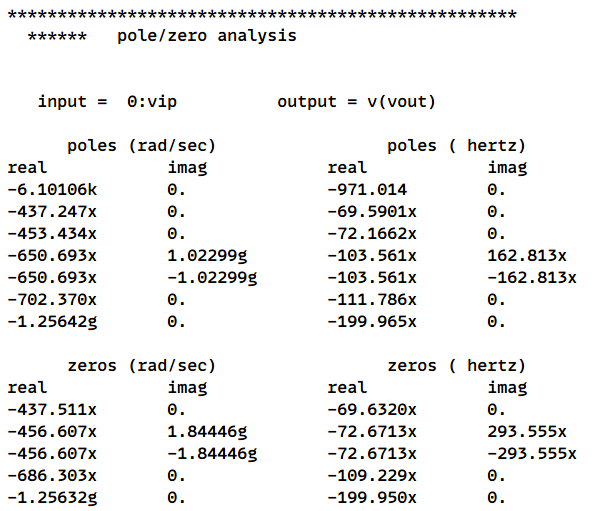 ***************************************************
******   pole/zero analysis
input =  0:vip          output = v(vout)
poles (rad/sec)                 poles ( hertz)
real            imag            real            imag
-6.10106k       0.              -971.014        0.
-437.247x       0.              -69.5901x       0.
-453.434x       0.              -72.1662x       0.
-650.693x       1.02299g        -103.561x       162.813x
-650.693x       -1.02299g       -103.561x       -162.813x
-702.370x       0.              -111.786x       0.
-1.25642g       0.              -199.965x       0.
zeros (rad/sec)                 zeros ( hertz)
real            imag            real            imag
-437.511x       0.              -69.6320x       0.
-456.607x       1.84446g        -72.6713x       293.555x
-456.607x       -1.84446g       -72.6713x       -293.555x
-686.303x       0.              -109.229x       0.
-1.25632g       0.              -199.950x       0.